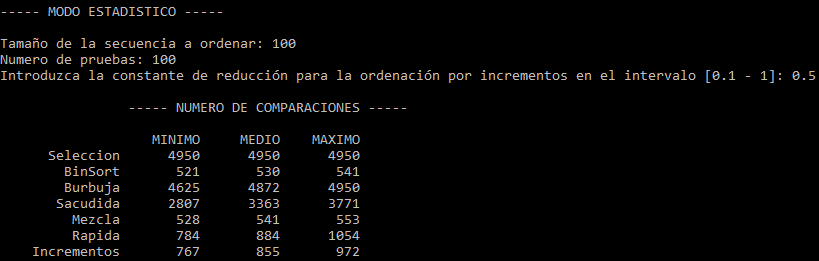 ----- MODO ESTADISTICO -----
Tamaño de la secuencia a ordenar: 100
Numero de pruebas: 100
Introduzca la constante de reducción para la ordenación por incrementos en el intervalo [0.1 - 1]: 0.5
----- NUMERO DE COMPARACIONES -----
MINIMO MEDIO MAXIMO
Seleccion 4950 4950 4950
BinSort 521 530 541
Burbuja 4625 4872 4950
Sacudida 2807 3363 3771
Mezcla 528 541 553
Rapida 784 884 1054
Incrementos 767 855 972